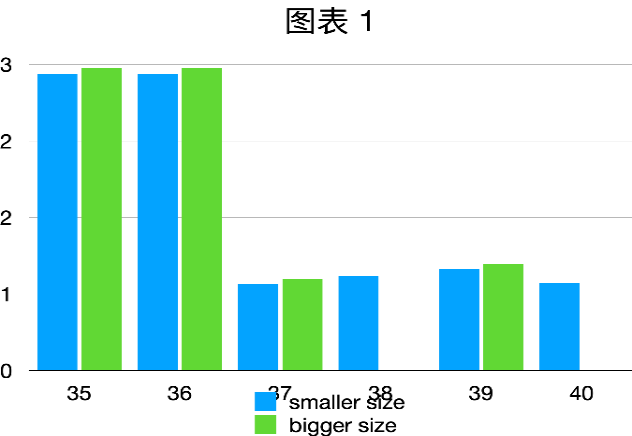 图表 1
3
2
2
1
0
35 36 37 38 39 40
smaller size
bigger size